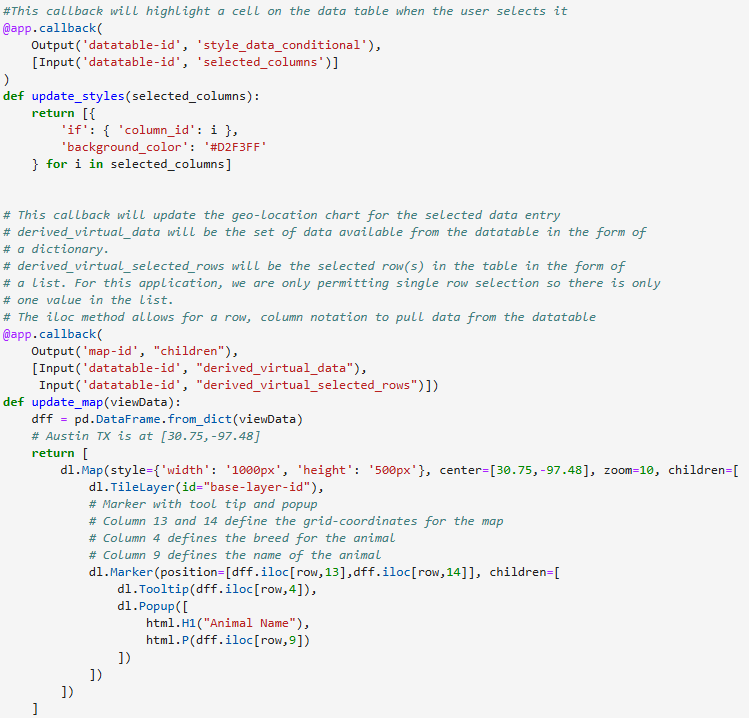 #This callback will highlight a cell on the data table when the user selects it
@app.callback(
    Output('datatable-id', 'style_data_conditional'),
    [Input('datatable-id', 'selected_columns')]
)
def update_styles(selected_columns):
    return [{
        'if': { 'column_id': i },
        'background_color': '#D2F3FF'
    } for i in selected_columns]


# This callback will update the geo-location chart for the selected data entry
# derived_virtual_data will be the set of data available from the datatable in the form of
# a dictionary.
# derived_virtual_selected_rows will be the selected row(s) in the table in the form of
# a list. For this application, we are only permitting single row selection so there is only
# one value in the list.
# The iloc method allows for a row, column notation to pull data from the datatable
@app.callback(
    Output('map-id', "children"),
    [Input('datatable-id', "derived_virtual_data"),
     Input('datatable-id', "derived_virtual_selected_rows")])
def update_map(viewData):
    dff = pd.DataFrame.from_dict(viewData)
    # Austin TX is at [30.75,-97.48]
    return [
        dl.Map(style={'width': '1000px', 'height': '500px'}, center=[30.75,-97.48], zoom=10, children=[
            dl.TileLayer(id="base-layer-id"),
            # Marker with tool tip and popup
            # Column 13 and 14 define the grid-coordinates for the map
            # Column 4 defines the breed for the animal
            # Column 9 defines the name of the animal
            dl.Marker(position=[dff.iloc[row,13],dff.iloc[row,14]], children=[
                dl.Tooltip(dff.iloc[row,4]),
                dl.Popup([
                    html.H1("Animal Name"),
                    html.P(dff.iloc[row,9])
                ])
            ])
        ])
    ]